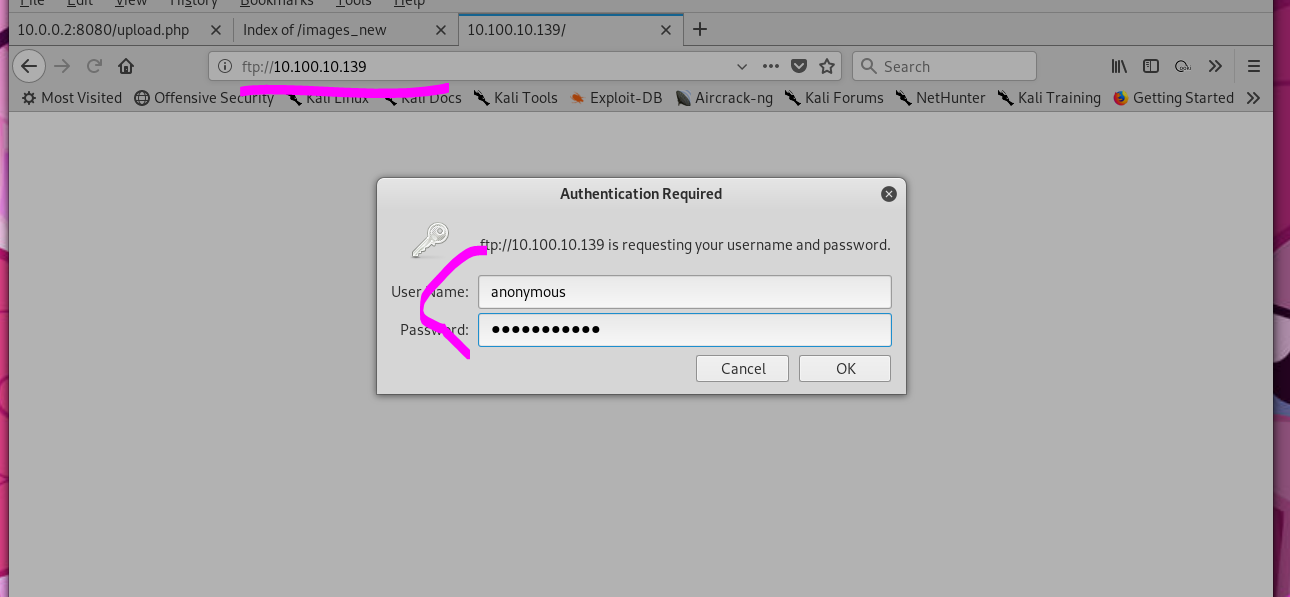 File Edit View History Bookmarks Tools Help
10.0.0.2:8080/upload.php Index of /images_new 10.100.10.139/
ftp://10.100.10.139 Search
Most Visited Offensive Security Kali Linux Kali Docs Kali Tools Exploit-DB Aircrack-ng Kali Forums NetHunter Kali Training Getting Started
Authentication Required
ftp://10.100.10.139 is requesting your username and password.
User Name: anonymous
Password: ●●●●●●●●●●●
Cancel OK